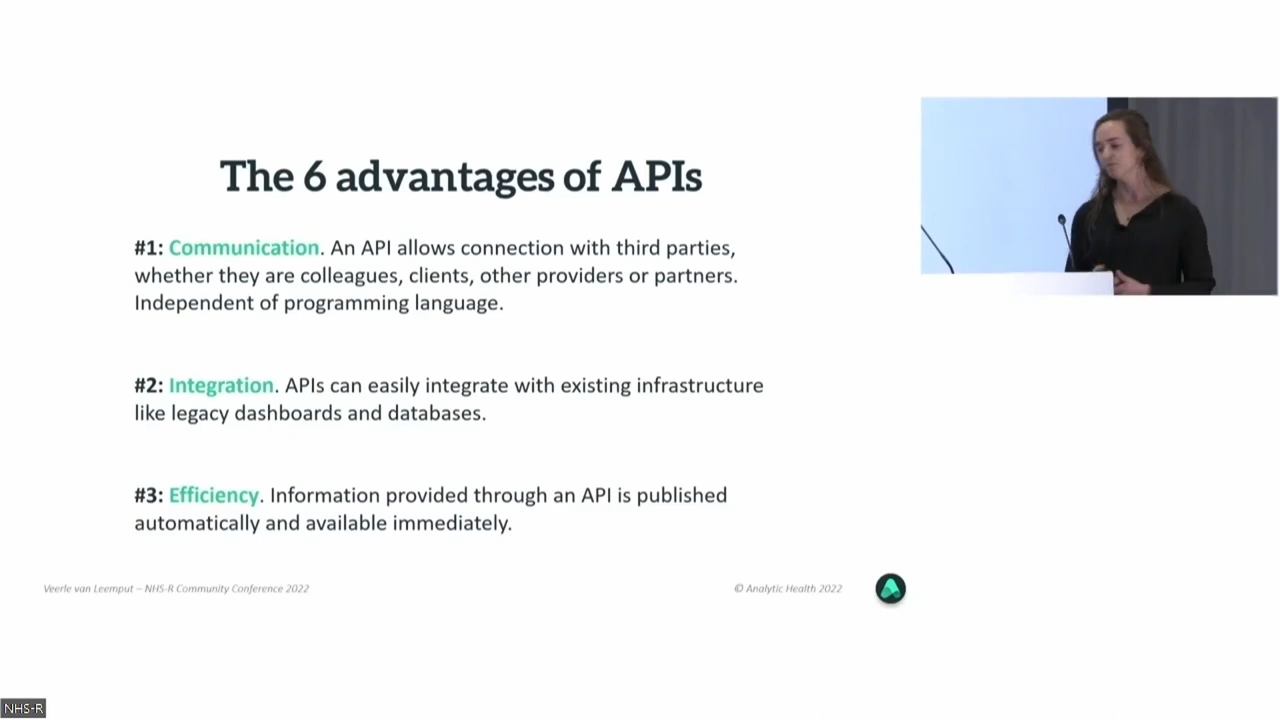 The 6 advantages of APIs
#1: Communication. An API allows connection with third parties,
whether they are colleagues, clients, other providers or partners.
Independent of programming language.
#2: Integration. APIs can easily integrate with existing infrastructure
like legacy dashboards and databases.
#3: Efficiency. Information provided through an API is published
automatically and available immediately.
Veerle van Leemput – NHS-R Community Conference 2022
© Analytic Health 2022
NHS-R